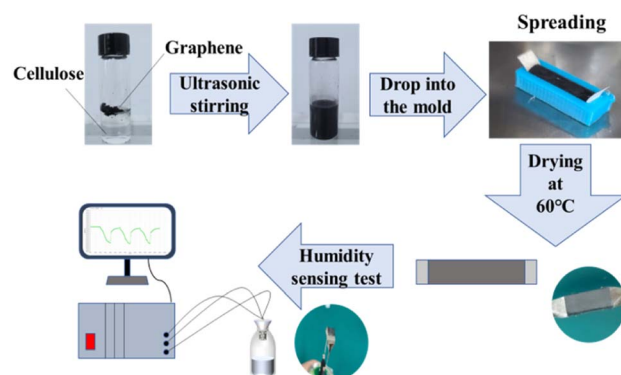 Spreading
Graphene
Cellulose
Ultrasonic
stirring
Drop into
the mold
Drying
at
60℃
Humidity
sensing test